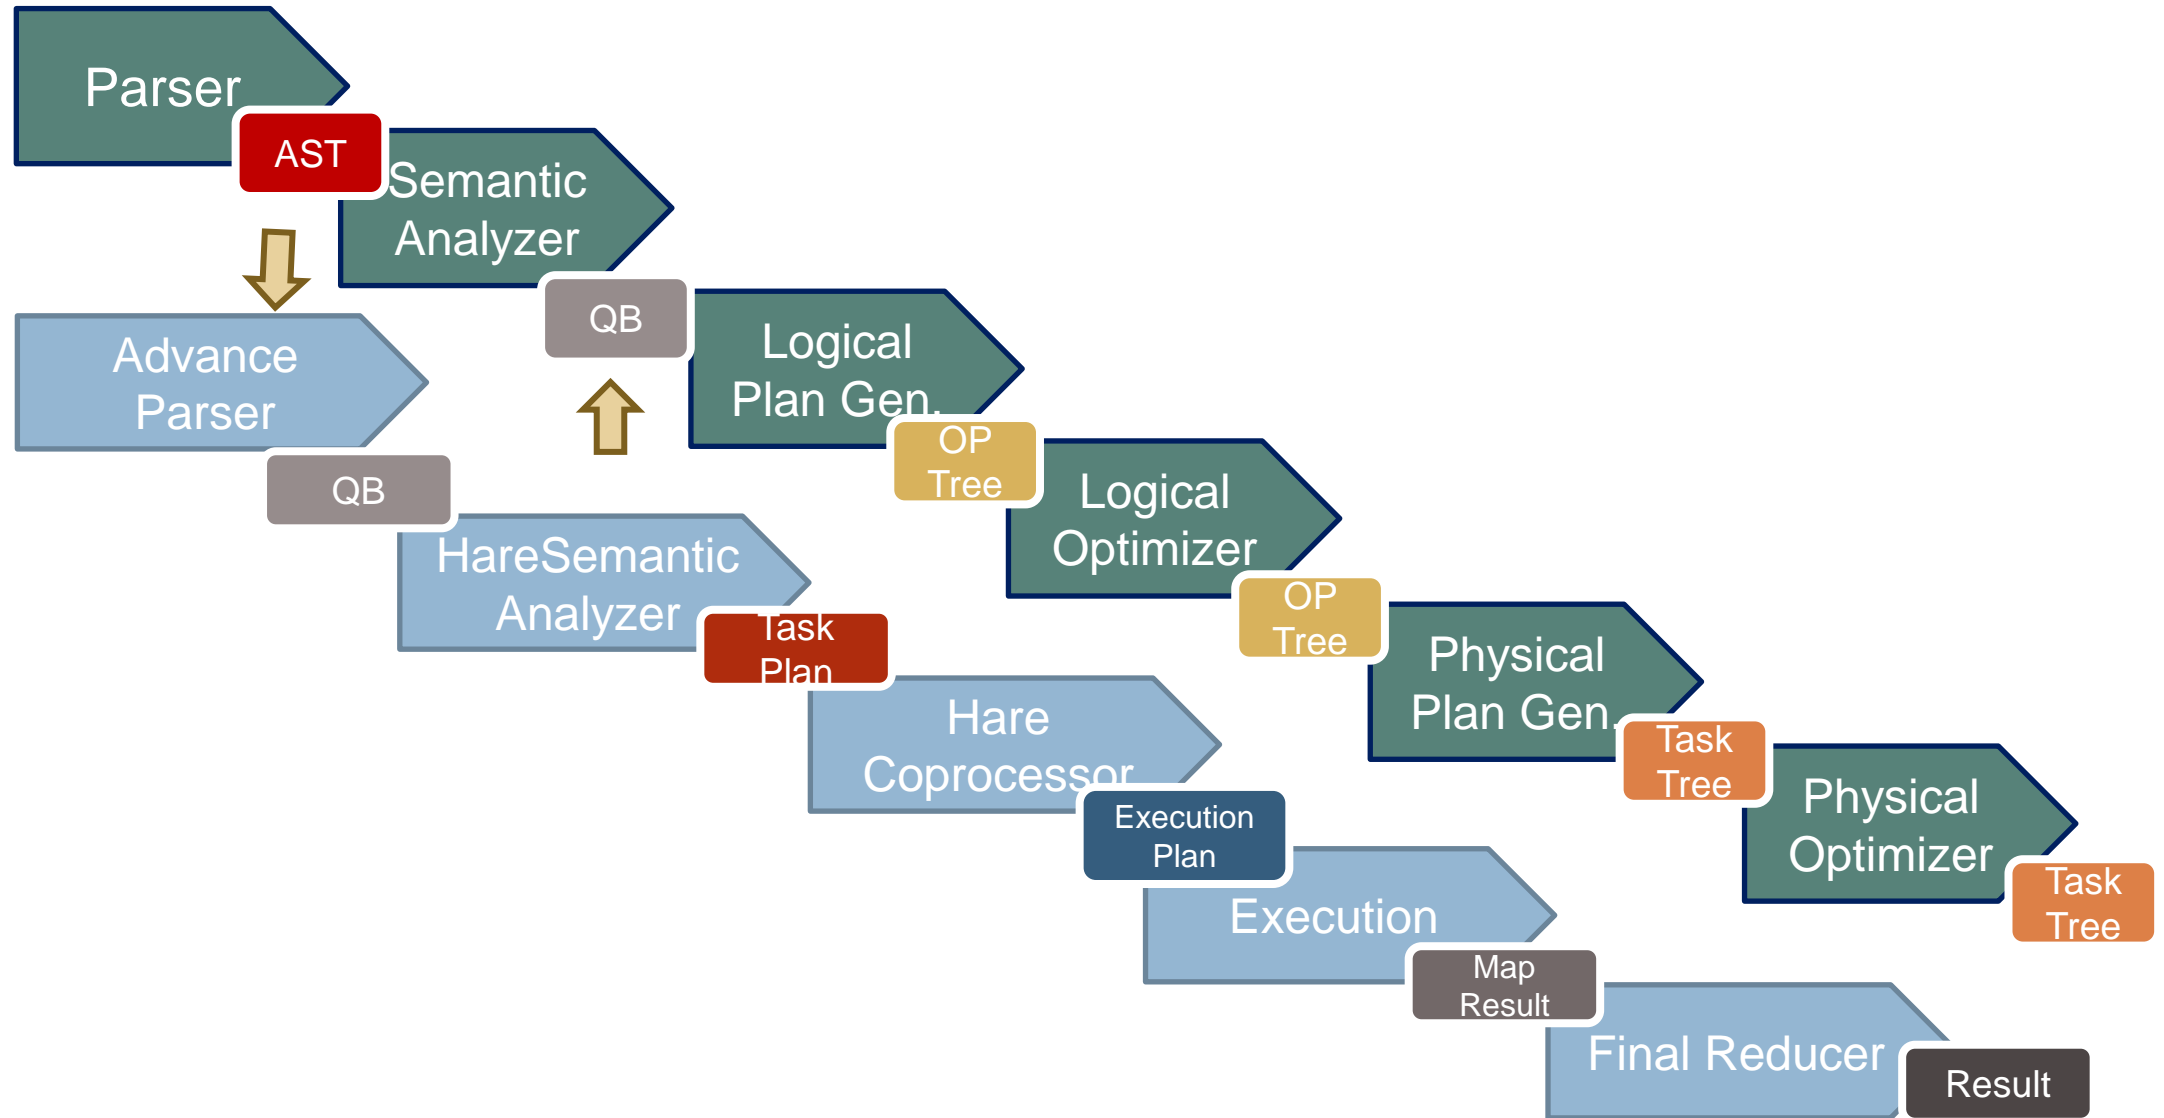 Parser
AST
Semantic
Analyzer
QB
Logical
Plan Gen.
OP
Tree
Logical
Optimizer
OP
Tree
Physical
Plan Gen.
Task
Tree
Physical
Optimizer
Task
Tree
Advance
Parser
QB
HareSemantic
Analyzer
Task
Plan
Hare
Coprocessor
Execution
Plan
Execution
Map
Result
Final Reducer
Result